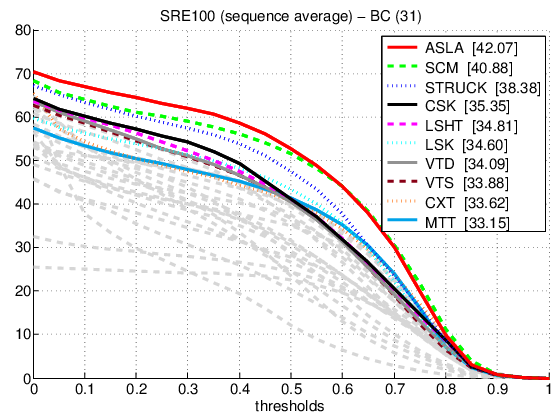 SRE100 (sequence average) − BC (31)
80
70
60
50
40
30
20
10
0
ASLA [42.07]
SCM [40.88]
STRUCK [38.38]
CSK [35.35]
LSHT [34.81]
LSK [34.60]
VTD [34.09]
VTS [33.88]
CXT [33.62]
MTT [33.15]
0 0.1 0.2 0.3 0.4 0.5 0.6 0.7 0.8 0.9 1
thresholds